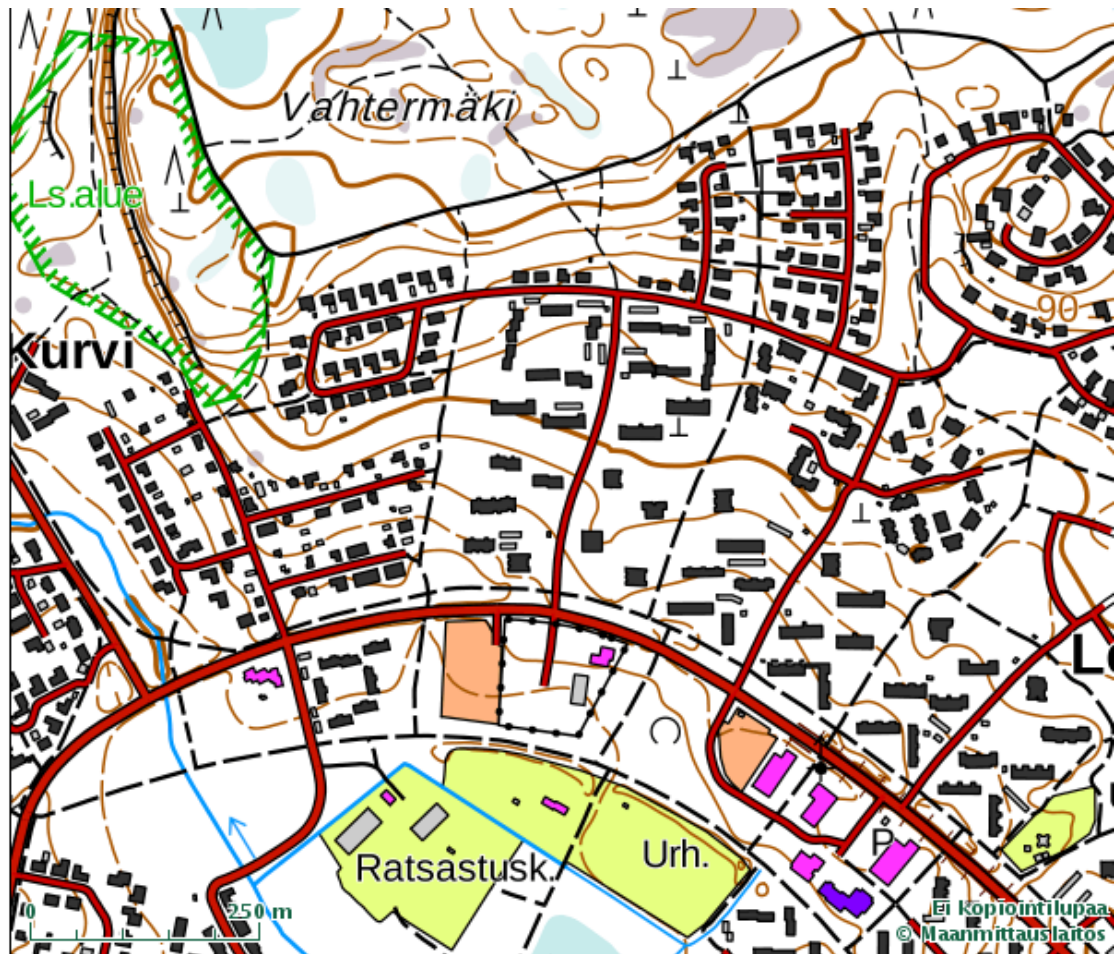 Vahtermäki
Ls.alue
90
Kurvi
Le
Urh.
P
Ratsastusk.
0 250 m
Ei kopiointilupaa
© Maanmittauslaitos